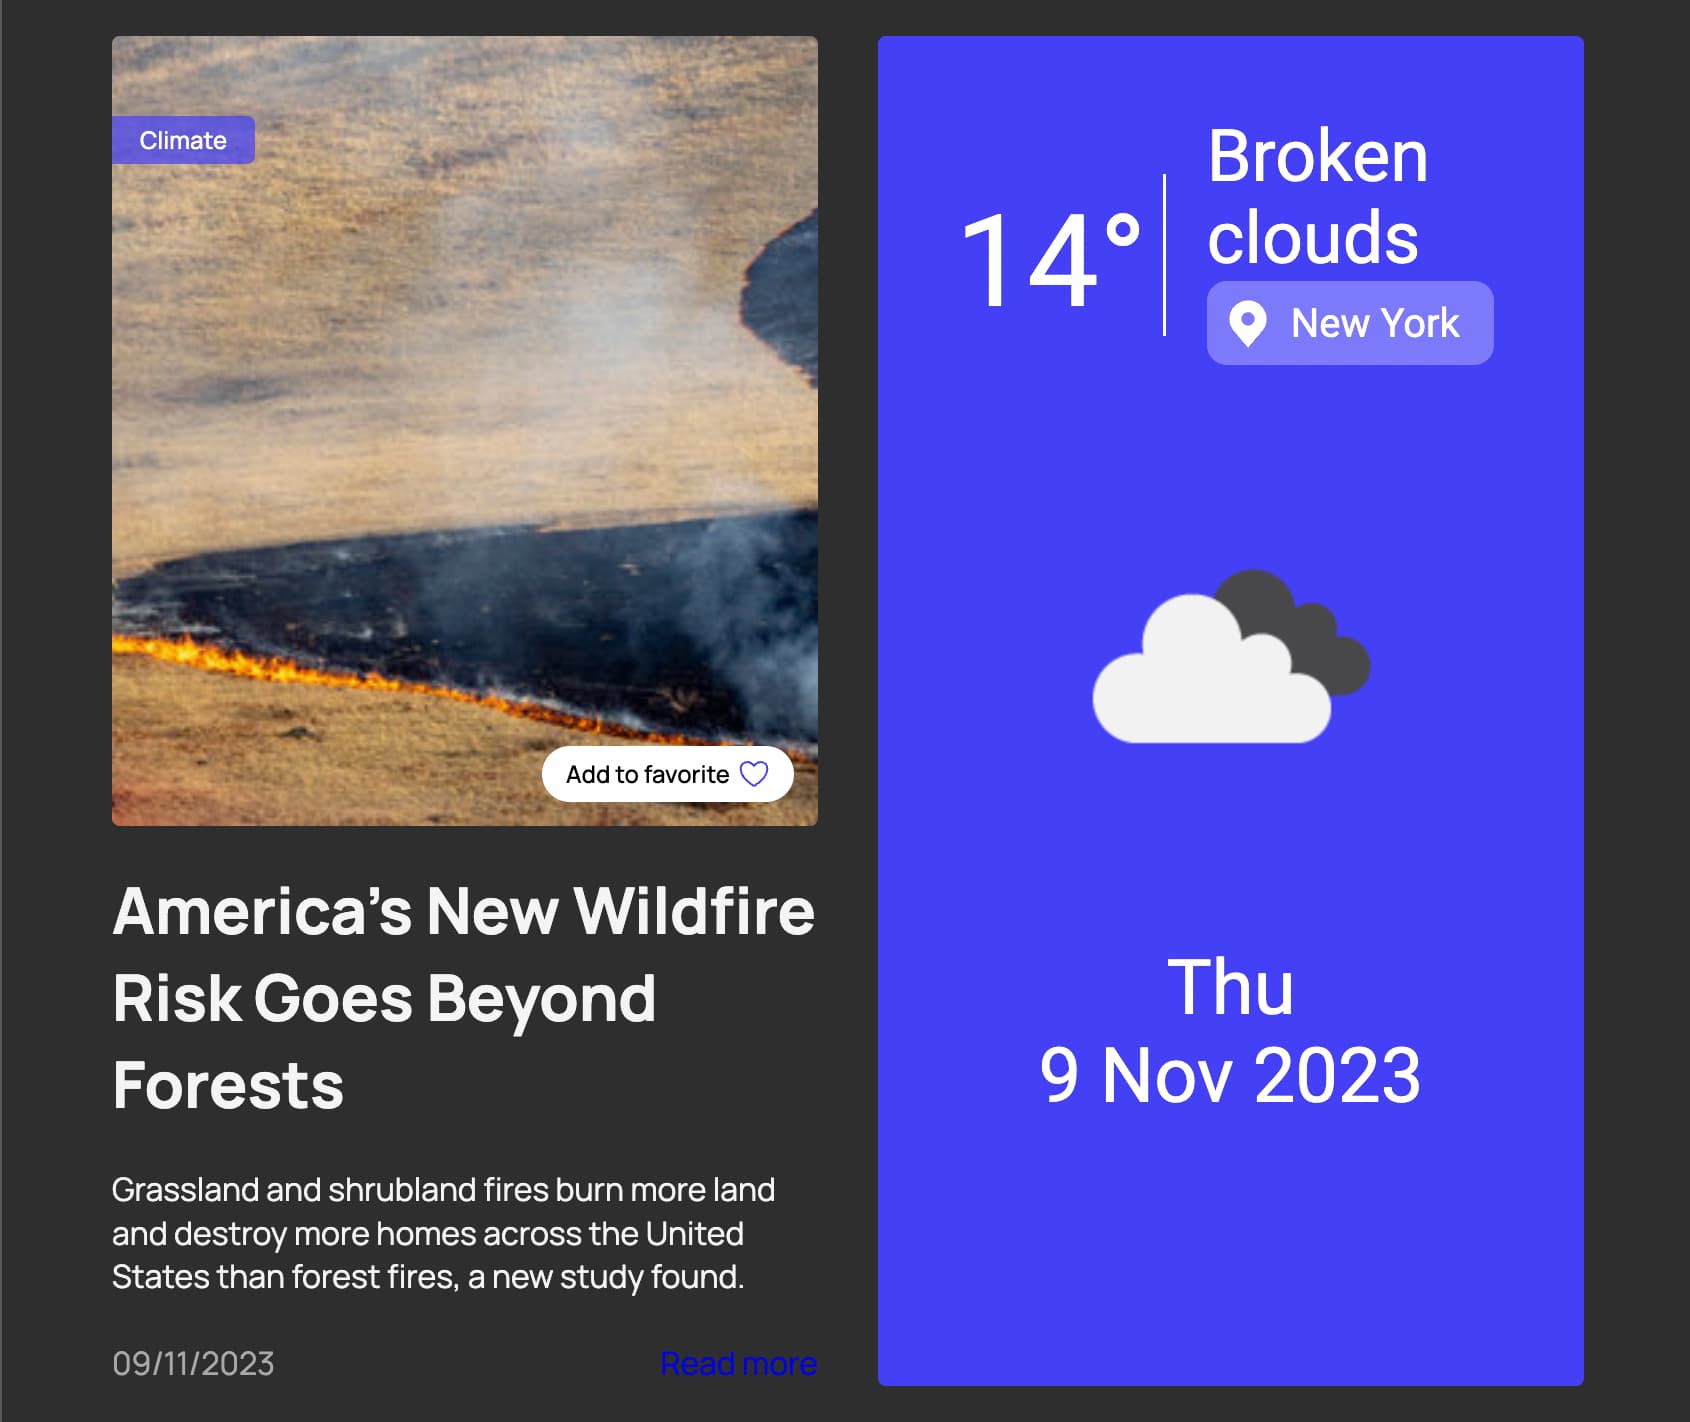 Climate
Add to favorite
America’s New Wildfire
Risk Goes Beyond
Forests
Grassland and shrubland fires burn more land
and destroy more homes across the United
States than forest fires, a new study found.
09/11/2023
Read more
14°
Broken
clouds
New York
Thu
9 Nov 2023